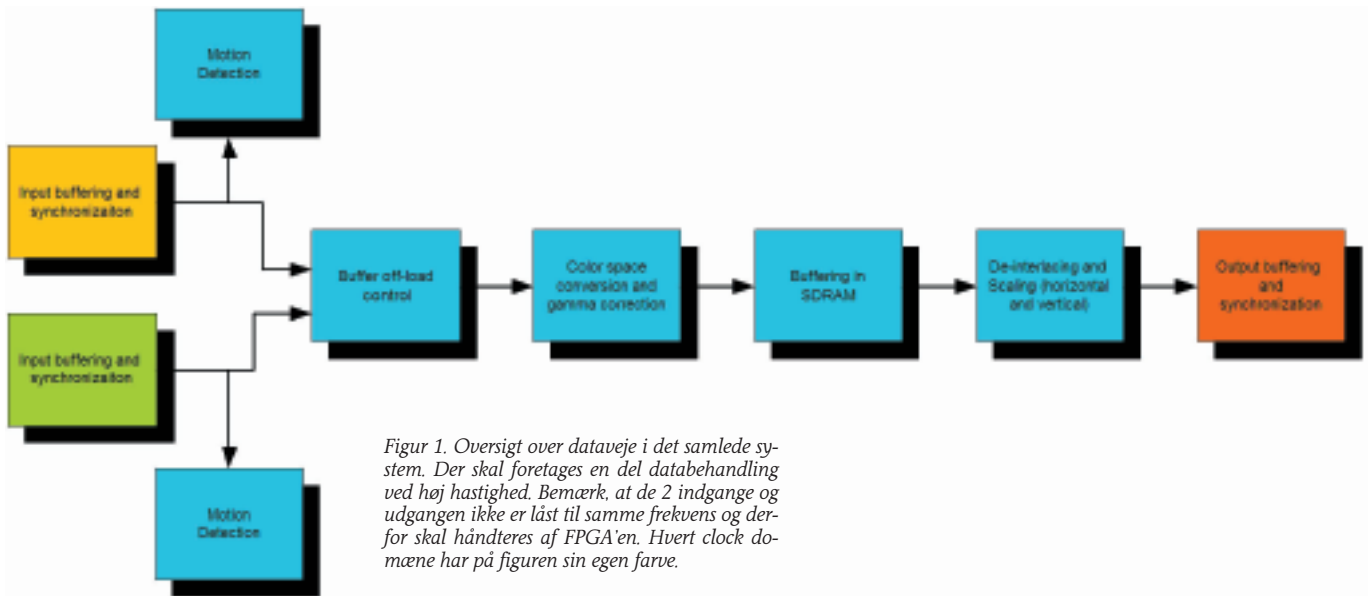 Motion
Detection
Input buffering and
synchronizaiton
Buffer off-load
control
Color space
conversion and
gamma correction
Buffering in
SDRAM
De-interlacing and
Scaling (horizontal
and vertical)
Output buffering
and
synchronization
Input buffering and
synchronizaiton
Motion
Detection
Figur 1. Oversigt over dataveje i det samlede sy-
stem. Der skal foretages en del databehandling
ved høj hastighed. Bemærk, at de 2 indgange og
udgangen ikke er låst til samme frekvens og der-
for skal håndteres af FPGA'en. Hvert clock do-
mæne har på figuren sin egen farve.